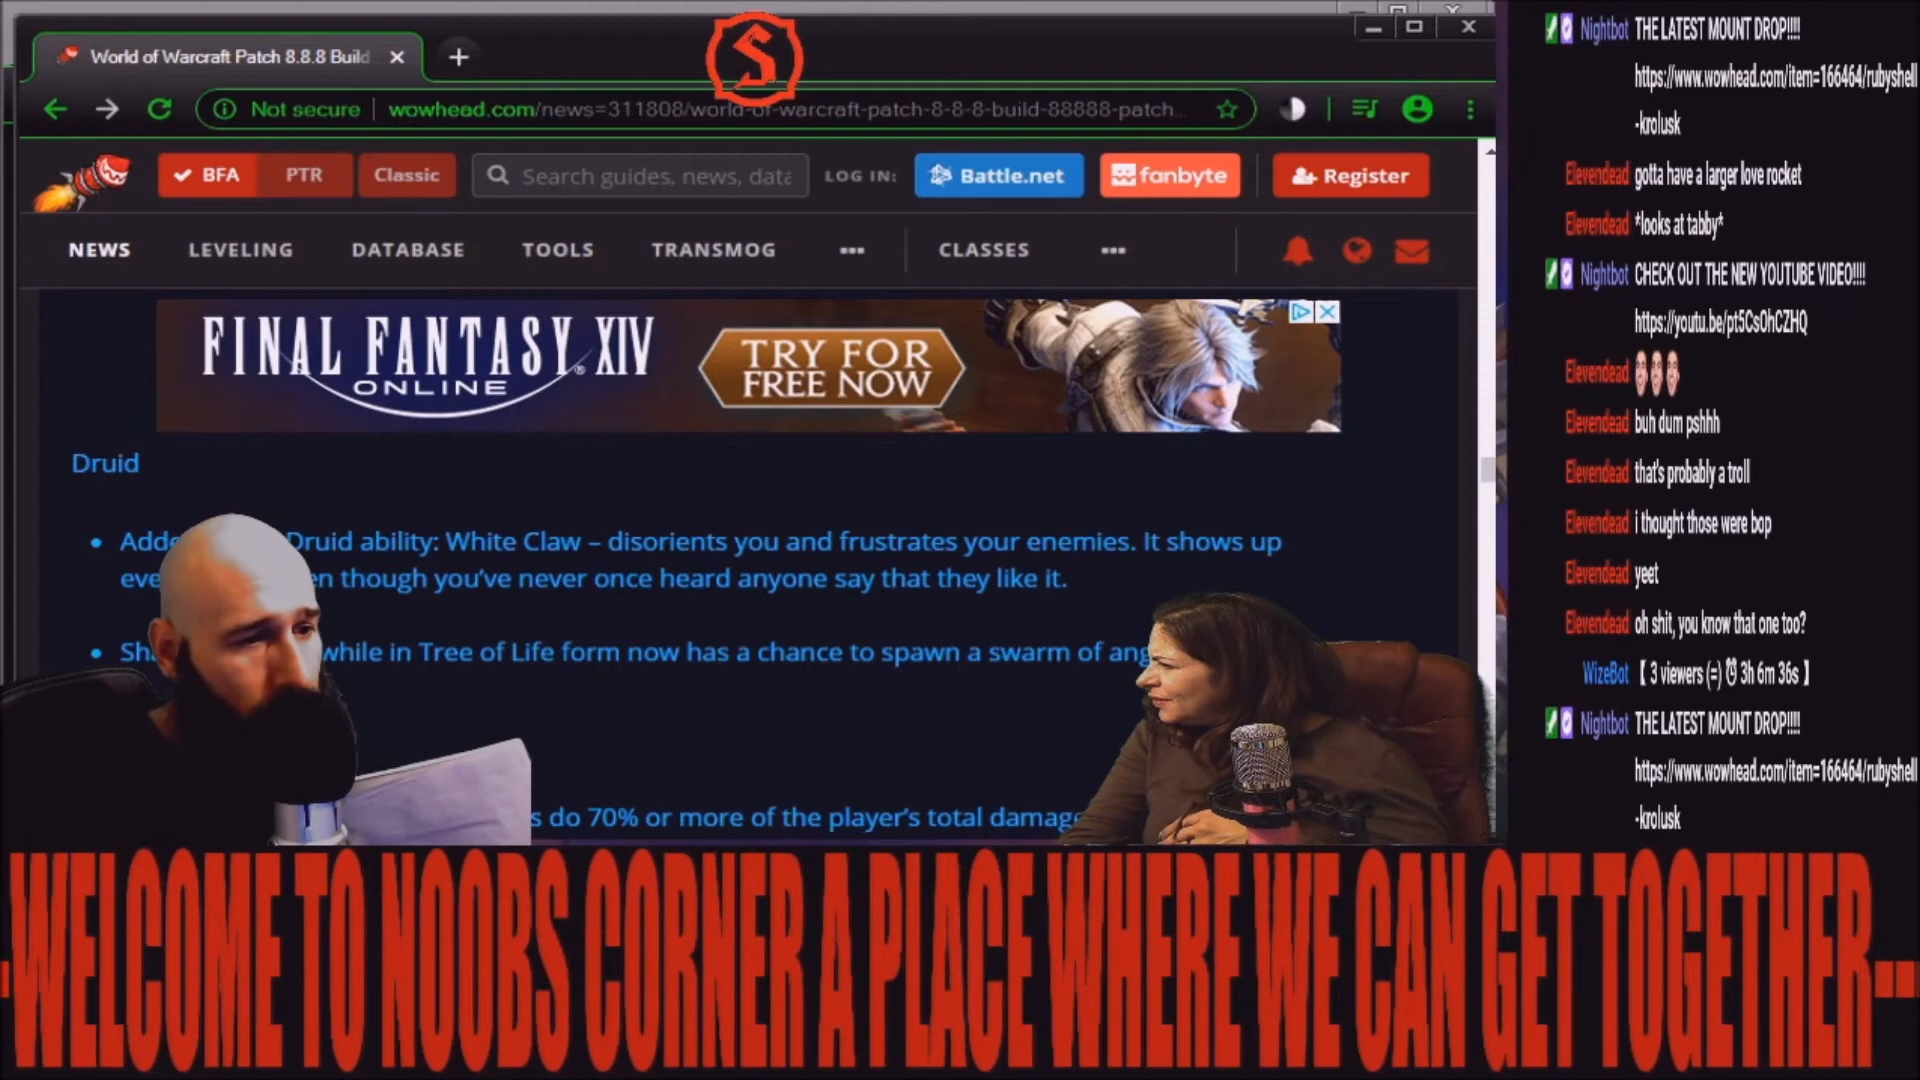 World of Warcraft Patch 8.8.8 Build
S
Not secure
wowhead.com/news=311808/world-of-warcraft-patch-8-8-8-build-88888-patch...
BFA
PTR
Classic
Search guides, news, data
LOG IN:
Battle.net
fanbyte
Register
NEWS
LEVELING
DATABASE
TOOLS
TRANSMOG
CLASSES
FINAL FANTASY XIV
ONLINE
TRY FOR
FREE NOW
Druid
Druid ability: White Claw – disorients you and frustrates your enemies. It shows up
though you've never once heard anyone say that they like it.
while in Tree of Life form now has a chance to spawn a swarm of
do 70% or more of the player's total
Nightbot THE LATEST MOUNT DROP!!!!
https://www.wowhead.com/item=166464/rubyshell
-krolusk
Elevendead gotta have a larger love rocket
Elevendead *looks at tabby*
Nightbot CHECK OUT THE NEW YOUTUBE VIDEO!!!!
https://youtu.be/pt5CsOhCZHQ
Elevendead
Elevendead buh dum pshhh
Elevendead that's probably a troll
Elevendead i thought those were bop
Elevendead yeet
Elevendead oh shit, you know that one too?
WizeBot 【 3 viewers (=) 3h 6m 36s 】
Nightbot THE LATEST MOUNT DROP!!!!
https://www.wowhead.com/item=166464/rubyshell
-krolusk
-WELCOME TO NOOBS CORNER A PLACE WHERE WE CAN GET TOGETHER---